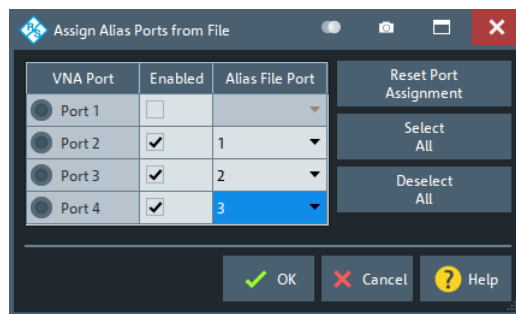 Assign Alias Ports from File
VNA Port Enabled Alias File Port
Port 1
Port 2 1
Port 3 2
Port 4 3
Reset Port
Assignment
Select
All
Deselect
All
OK Cancel ? Help